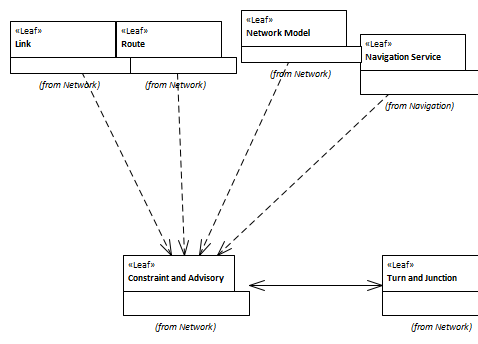 «Leaf»
Link
(from Network)
«Leaf»
Route
(from Network)
«Leaf»
Network Model
(from Network)
«Leaf»
Navigation Service
(from Navigation)
«Leaf»
Constraint and Advisory
(from Network)
«Leaf»
Turn and Junction
(from Network)